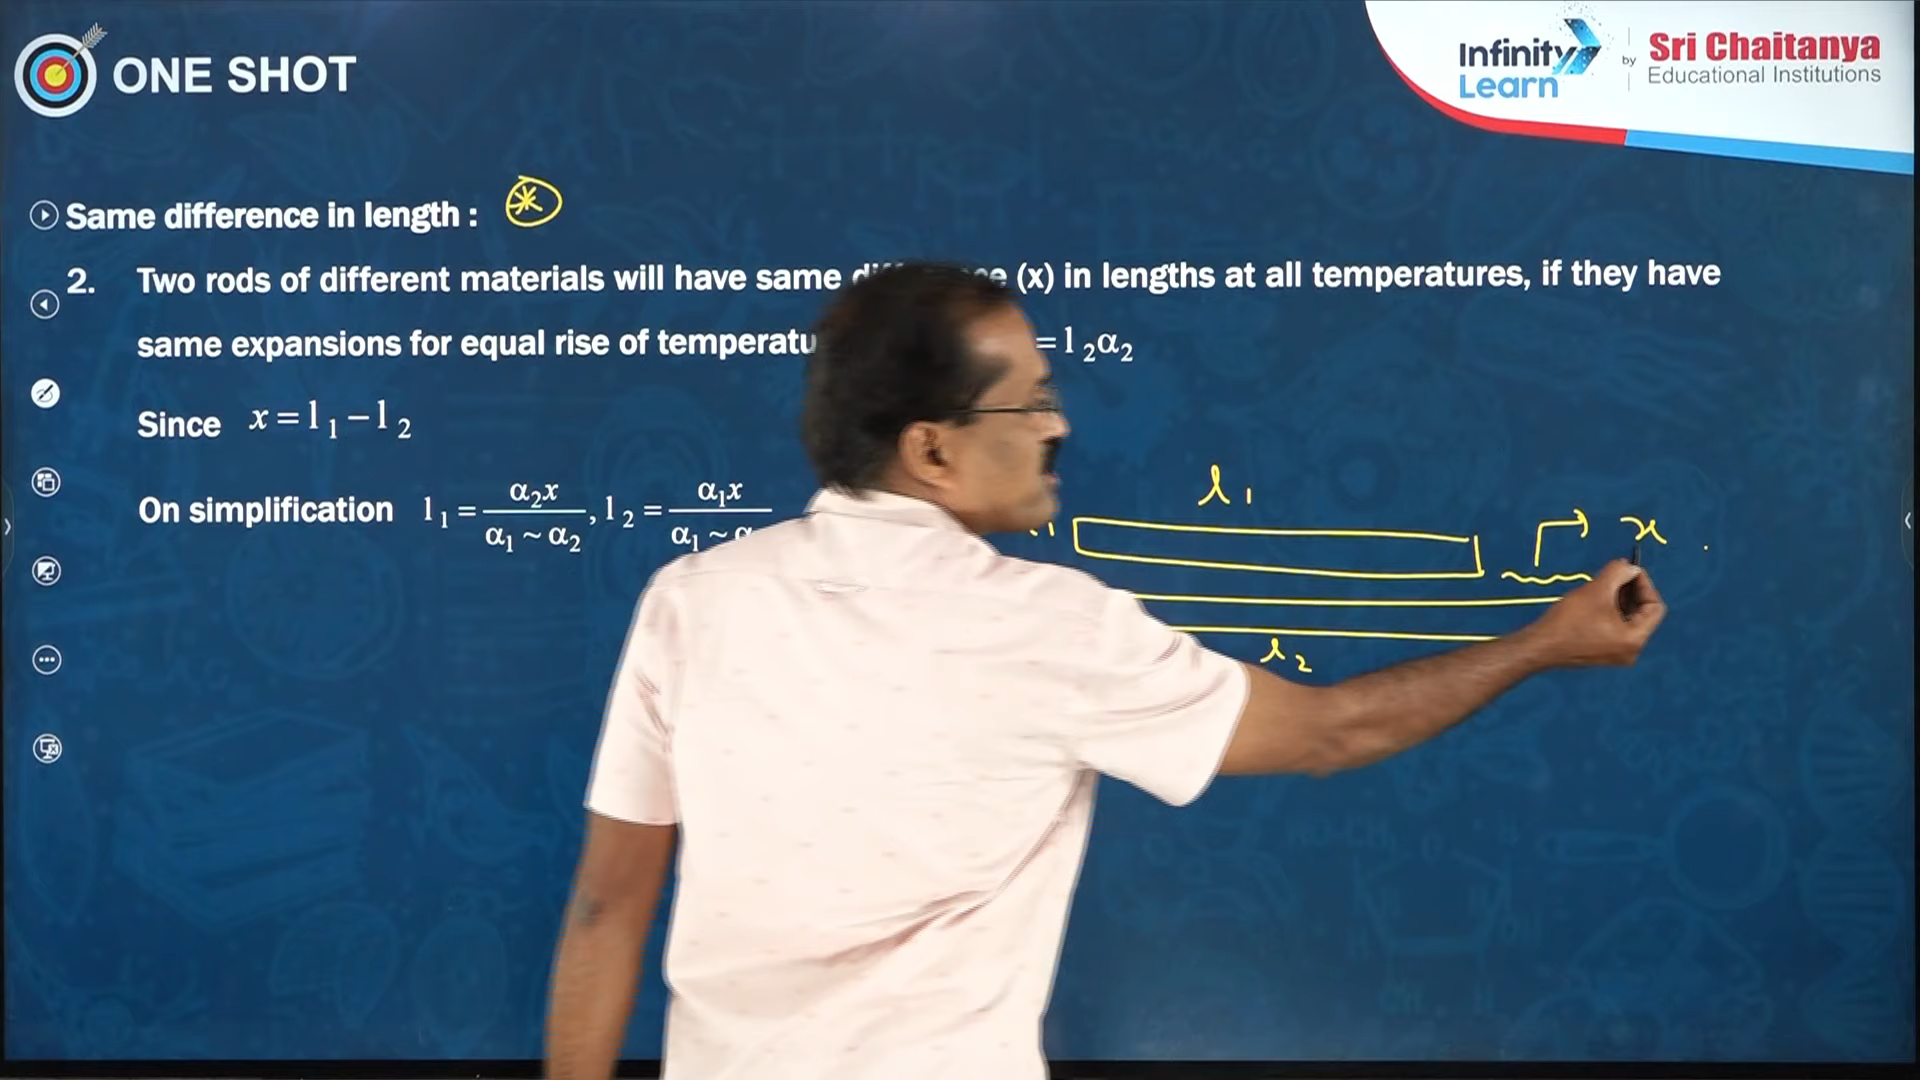 ONE SHOT
Infinity Learn by Sri Chaitanya Educational Institutions
Same difference in length :
2. Two rods of different materials will have same (x) in lengths at all temperatures, if they have
same expansions for equal rise of = l₂α₂
Since x = l₁ − l₂
On simplification l₁ = α₂x / α₁ ~ α₂ , l₂ = α₁x / α₁ ~
l₁
x
l₂